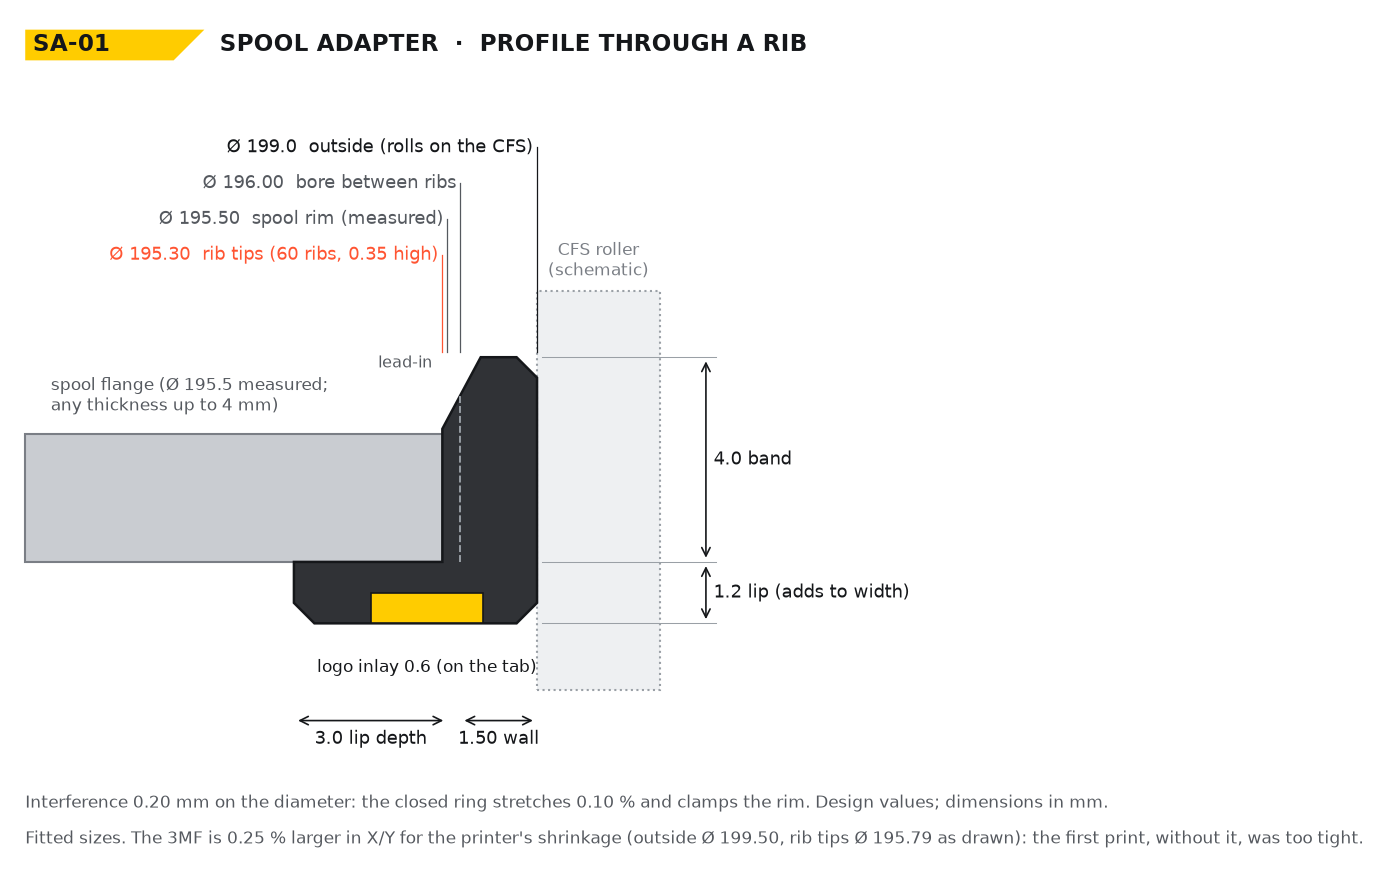 SA-01
SPOOL ADAPTER · PROFILE THROUGH A RIB
Ø 199.0 outside (rolls on the CFS)
Ø 196.00 bore between ribs
Ø 195.50 spool rim (measured)
Ø 195.30 rib tips (60 ribs, 0.35 high)
CFS roller
(schematic)
lead-in
spool flange (Ø 195.5 measured;
any thickness up to 4 mm)
4.0 band
1.2 lip (adds to width)
logo inlay 0.6 (on the tab)
3.0 lip depth
1.50 wall
Interference 0.20 mm on the diameter: the closed ring stretches 0.10 % and clamps the rim. Design values; dimensions in mm.
Fitted sizes. The 3MF is 0.25 % larger in X/Y for the printer's shrinkage (outside Ø 199.50, rib tips Ø 195.79 as drawn): the first print, without it, was too tight.